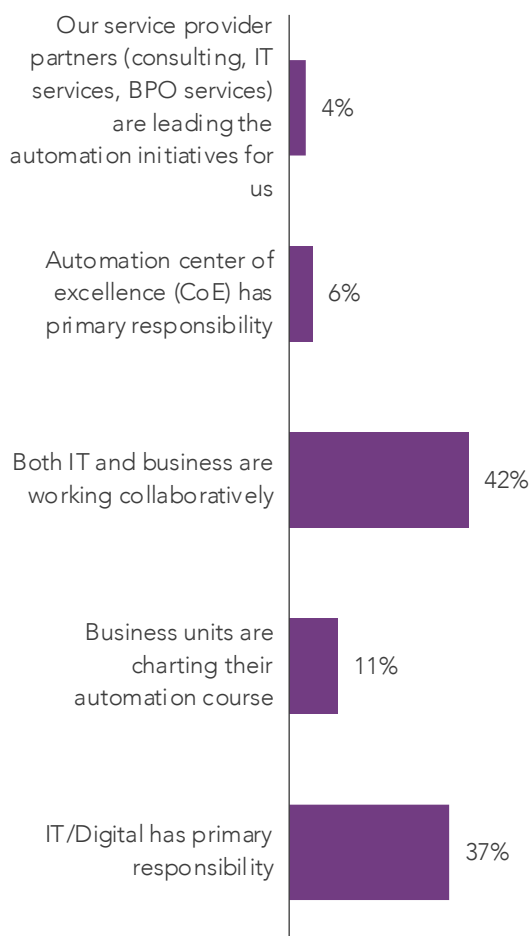 Our service provider
partners (consulting, IT
services, BPO services)
are leading the
automation initiatives for
us
4%
Automation center of
excellence (CoE) has
primary responsibility
6%
Both IT and business are
working collaboratively
42%
Business units are
charting their
automation course
11%
IT/Digital has primary
responsibility
37%